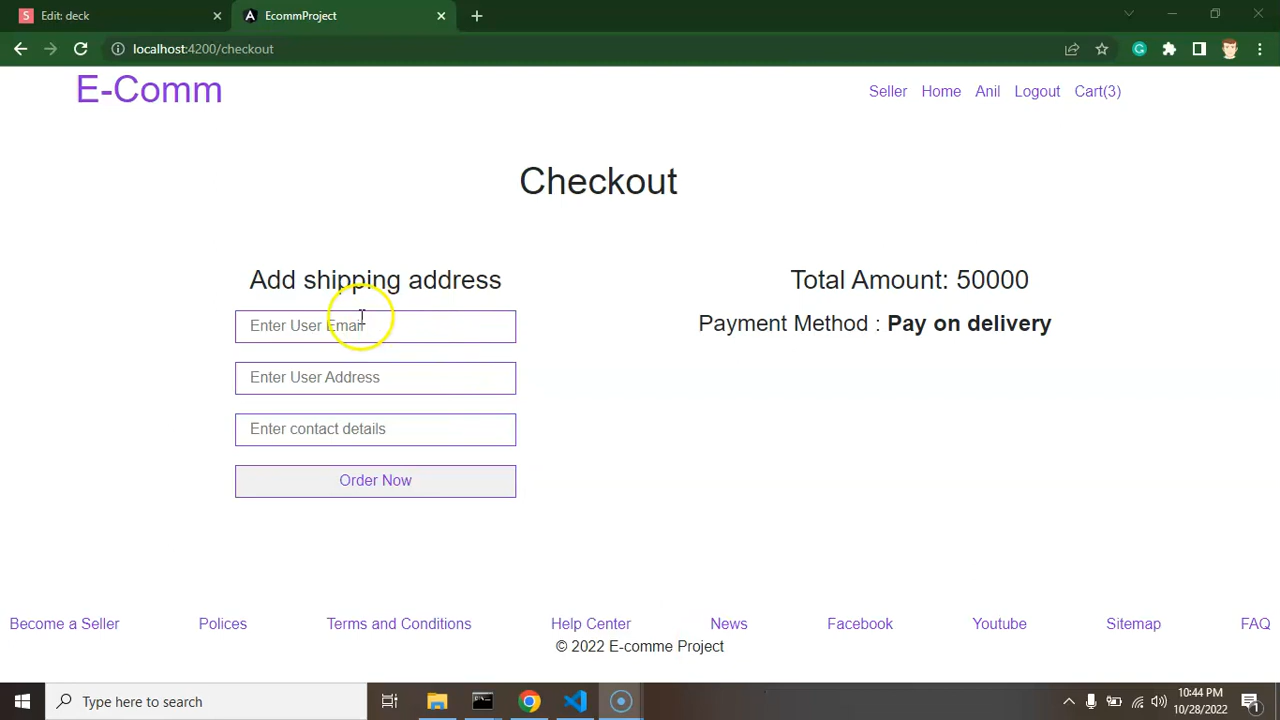 Edit: deck
EcommProject
localhost:4200/checkout
E-Comm
Seller Home Anil Logout Cart(3)
Checkout
Add shipping address
Enter User Email
Enter User Address
Enter contact details
Order Now
Total Amount: 50000
Payment Method : Pay on delivery
Become a Seller Polices Terms and Conditions Help Center News Facebook Youtube Sitemap FAQ
© 2022 E-comme Project
Type here to search
10:44 PM
10/28/2022
1